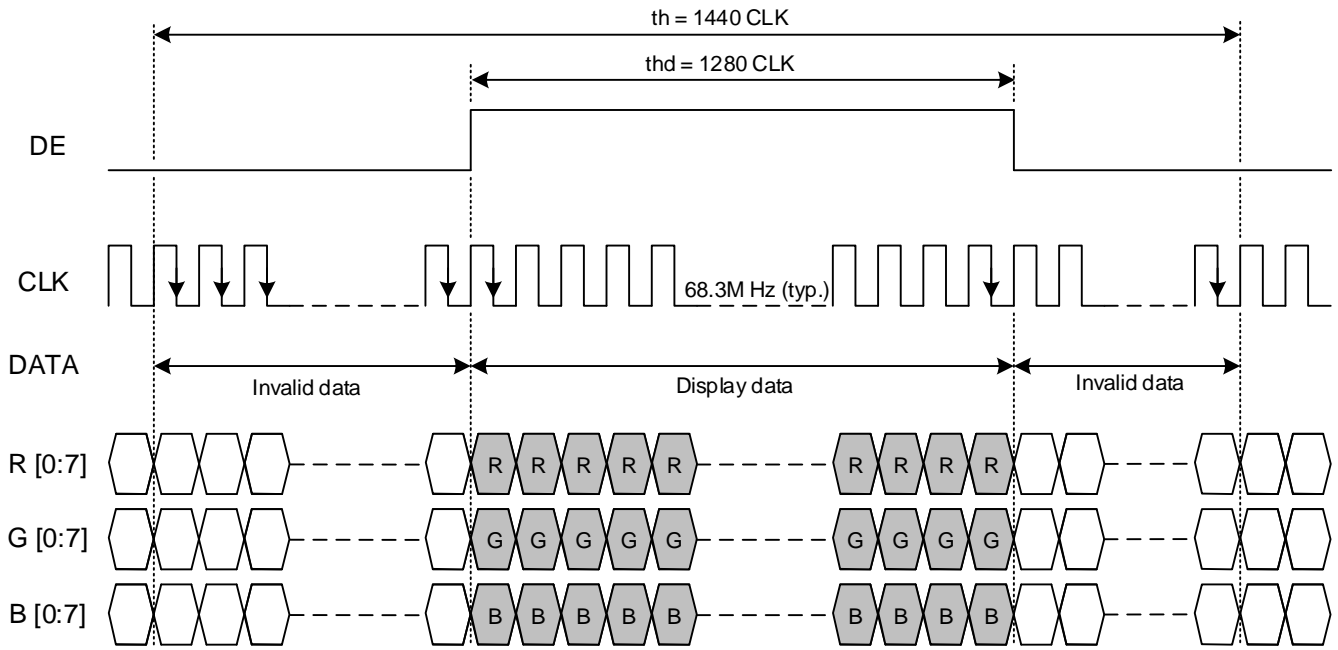 th = 1440 CLK
thd = 1280 CLK
DE
CLK
68.3M Hz (typ.)
DATA
Invalid data
Display data
Invalid data
R [0:7]
R R R R R R R R R
G [0:7]
G G G G G G G G G
B [0:7]
B B B B B B B B B